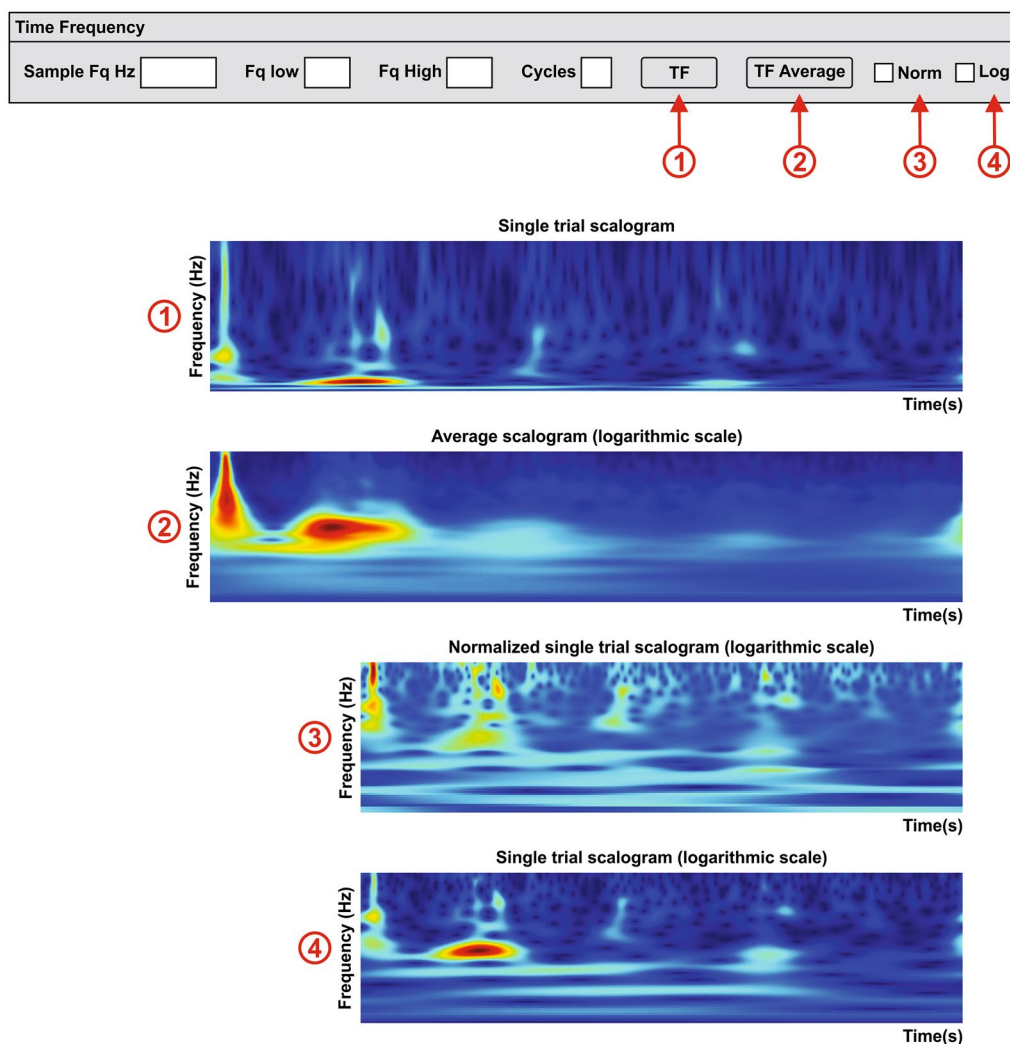 Time Frequency
Sample Fq Hz Fq low Fq High Cycles TF TF Average Norm Log
1 2 3 4
Single trial scalogram
1
Frequency (Hz)
Time(s)
Average scalogram (logarithmic scale)
2
Frequency (Hz)
Time(s)
Normalized single trial scalogram (logarithmic scale)
3
Frequency (Hz)
Time(s)
Single trial scalogram (logarithmic scale)
4
Frequency (Hz)
Time(s)